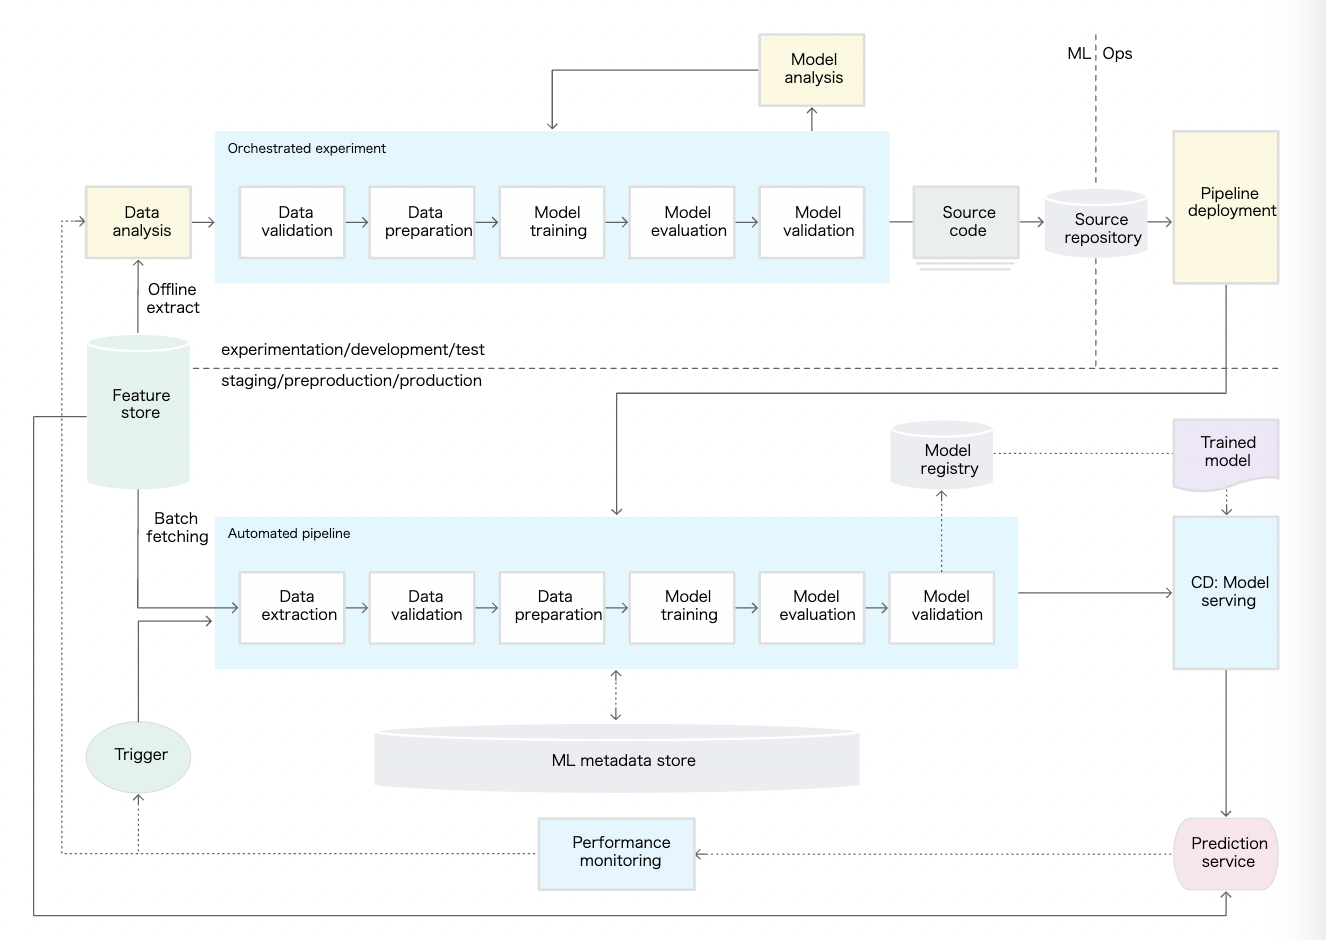 Model
analysis
ML
Ops
Orchestrated experiment
Data
analysis
Data
validation
Data
preparation
Model
training
Model
evaluation
Model
validation
Source
code
Source
repository
Pipeline
deployment
Offline
extract
experimentation/development/test
staging/preproduction/production
Feature
store
Batch
fetching
Model
registry
Trained
model
Automated pipeline
Data
extraction
Data
validation
Data
preparation
Model
training
Model
evaluation
Model
validation
CD: Model
serving
Trigger
ML metadata store
Performance
monitoring
Prediction
service